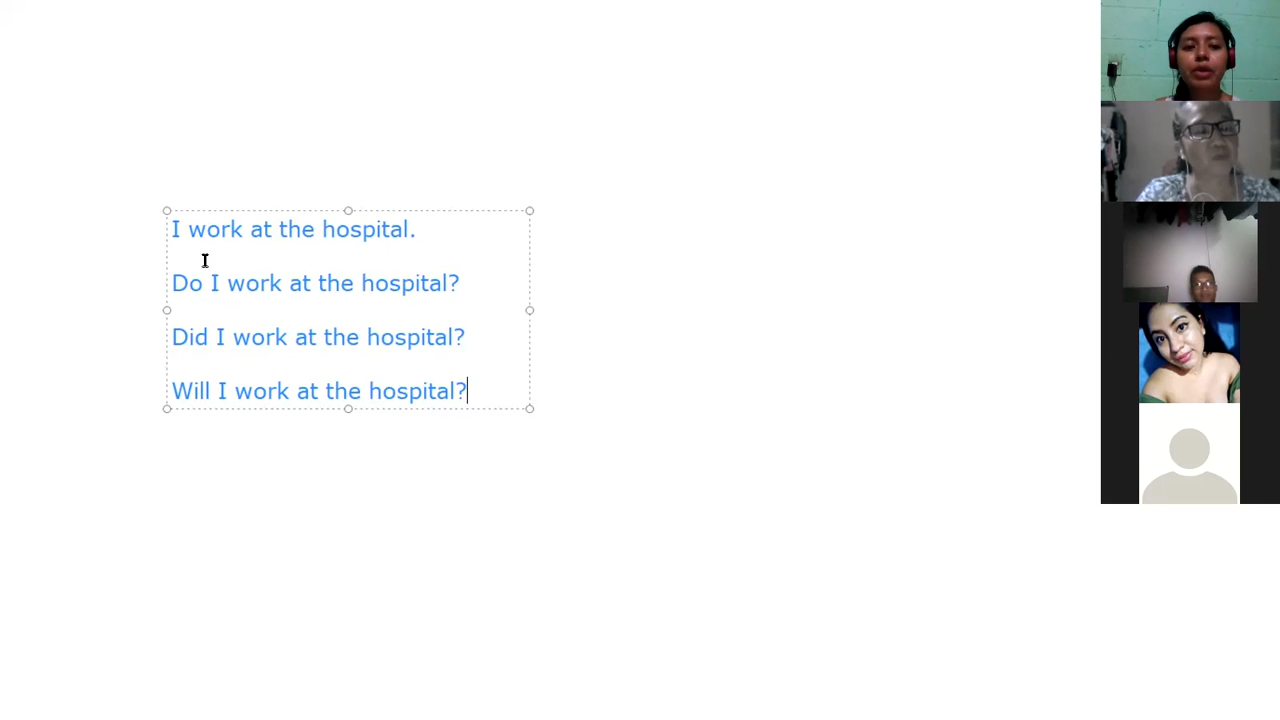 I work at the hospital.
Do I work at the hospital?
Did I work at the hospital?
Will I work at the hospital?